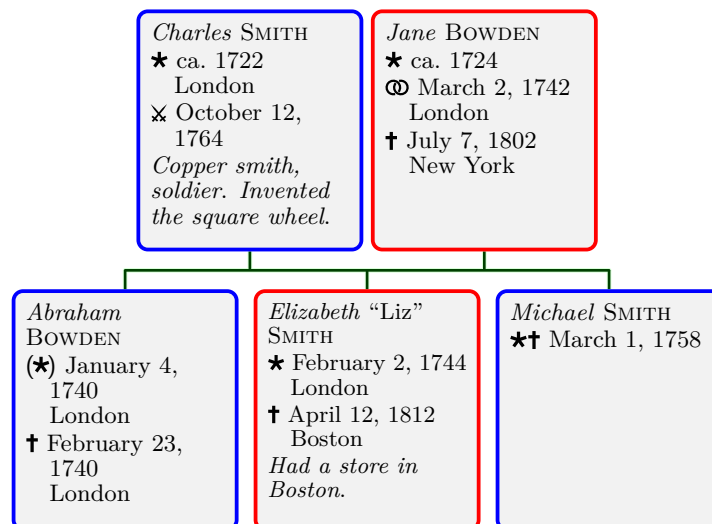 Charles SMITH
* ca. 1722
London
⚔ October 12,
1764
Copper smith,
soldier. Invented
the square wheel.
Jane BOWDEN
* ca. 1724
⚭ March 2, 1742
London
† July 7, 1802
New York
Abraham
BOWDEN
(*) January 4,
1740
London
† February 23,
1740
London
Elizabeth “Liz”
SMITH
* February 2, 1744
London
† April 12, 1812
Boston
Had a store in
Boston.
Michael SMITH
*† March 1, 1758